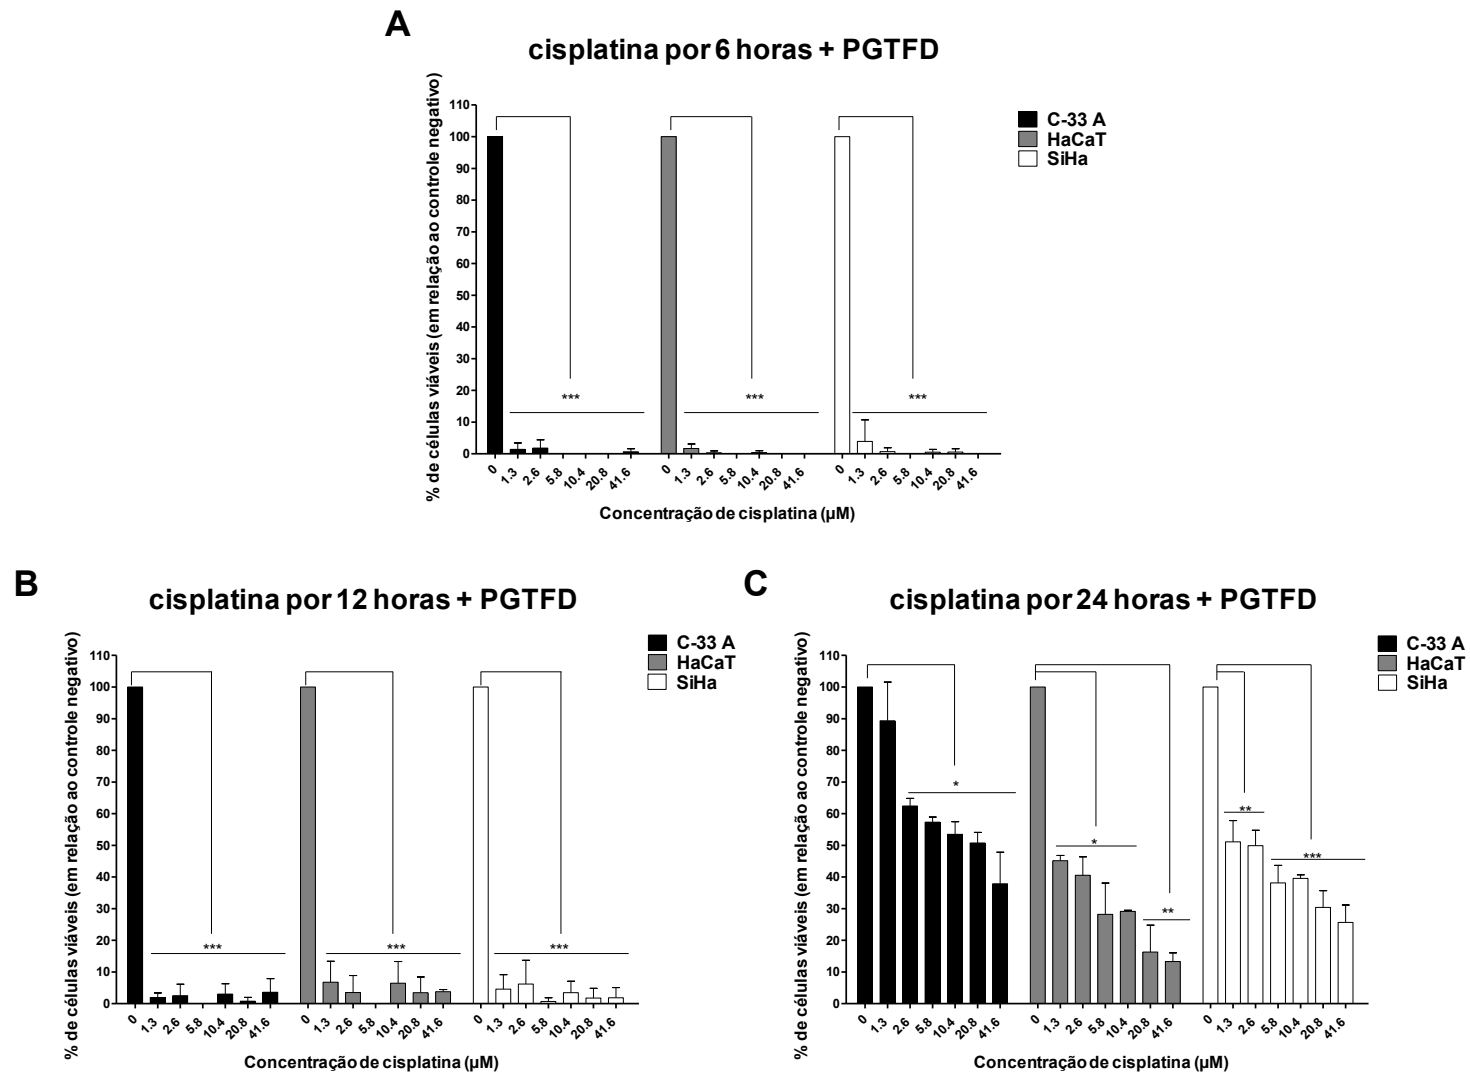 A
cisplatina por 6 horas + PGTFD
% de células viáveis (em relação ao controle negativo)
110
100
90
80
70
60
50
40
30
20
10
0
C-33 A
HaCaT
SiHa
*** *** ***
0 1.3 2.6 5.8 10.4 20.8 41.6 0 1.3 2.6 5.8 10.4 20.8 41.6 0 1.3 2.6 5.8 10.4 20.8 41.6
Concentração de cisplatina (µM)
B
cisplatina por 12 horas + PGTFD
% de células viáveis (em relação ao controle negativo)
110
100
90
80
70
60
50
40
30
20
10
0
C-33 A
HaCaT
SiHa
*** *** ***
0 1.3 2.6 5.8 10.4 20.8 41.6 0 1.3 2.6 5.8 10.4 20.8 41.6 0 1.3 2.6 5.8 10.4 20.8 41.6
Concentração de cisplatina (µM)
C
cisplatina por 24 horas + PGTFD
% de células viáveis (em relação ao controle negativo)
110
100
90
80
70
60
50
40
30
20
10
0
C-33 A
HaCaT
SiHa
* * ** ** ***
0 1.3 2.6 5.8 10.4 20.8 41.6 0 1.3 2.6 5.8 10.4 20.8 41.6 0 1.3 2.6 5.8 10.4 20.8 41.6
Concentração de cisplatina (µM)